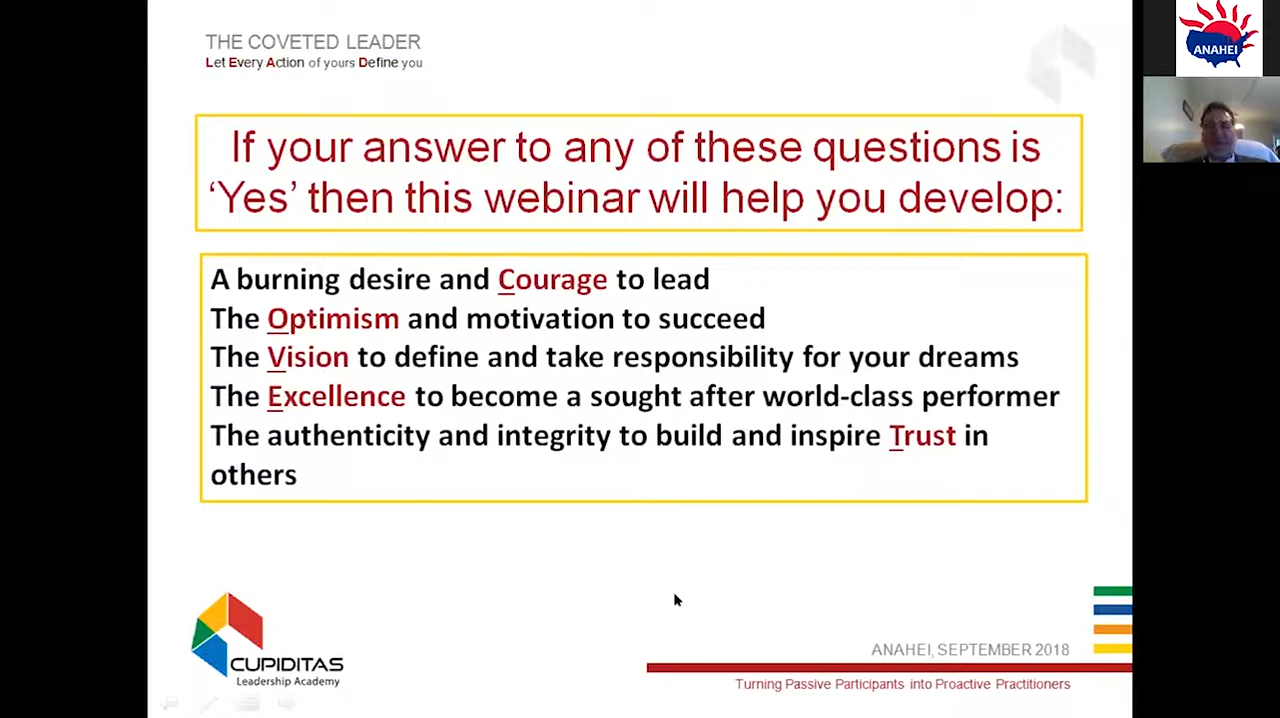 THE COVETED LEADER
Let Every Action of yours Define you
ANAHEI
If your answer to any of these questions is
‘Yes’ then this webinar will help you develop:
A burning desire and Courage to lead
The Optimism and motivation to succeed
The Vision to define and take responsibility for your dreams
The Excellence to become a sought after world-class performer
The authenticity and integrity to build and inspire Trust in
others
CUPIDITAS
Leadership Academy
ANAHEI, SEPTEMBER 2018
Turning Passive Participants into Proactive Practitioners